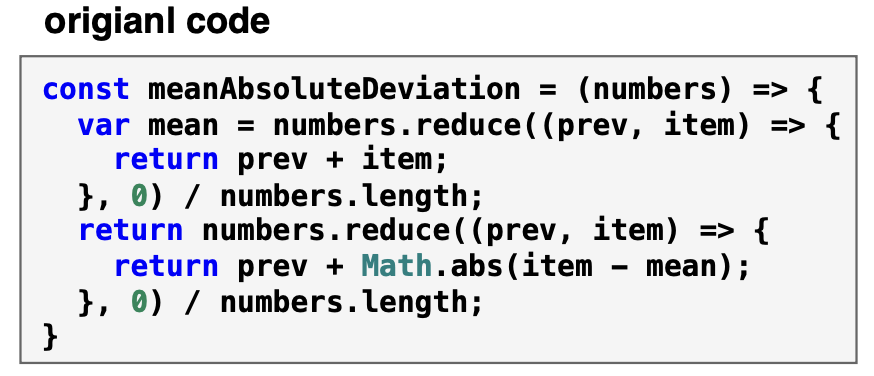 origianl code
const meanAbsoluteDeviation = (numbers) => {
  var mean = numbers.reduce((prev, item) => {
    return prev + item;
  }, 0) / numbers.length;
  return numbers.reduce((prev, item) => {
    return prev + Math.abs(item - mean);
  }, 0) / numbers.length;
}